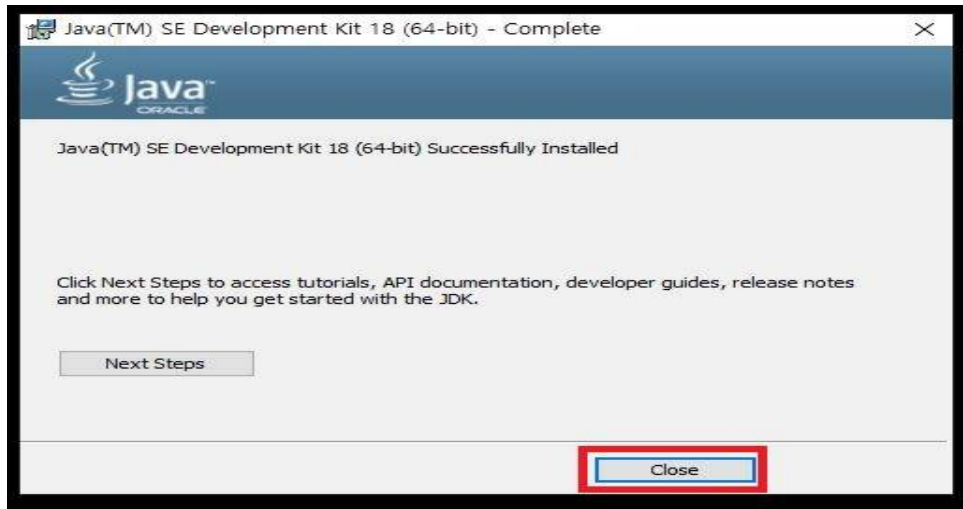 Java(TM) SE Development Kit 18 (64-bit) - Complete
Java™
ORACLE
Java(TM) SE Development Kit 18 (64-bit) Successfully Installed
Click Next Steps to access tutorials, API documentation, developer guides, release notes
and more to help you get started with the JDK.
Next Steps
Close